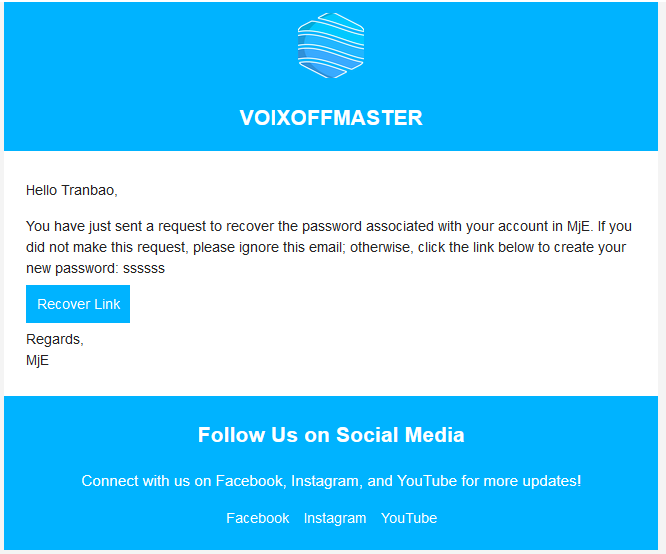 VOIXOFFMASTER
Hello Tranbao,
You have just sent a request to recover the password associated with your account in MjE. If you
did not make this request, please ignore this email; otherwise, click the link below to create your
new password: ssssss
Recover Link
Regards,
MjE
Follow Us on Social Media
Connect with us on Facebook, Instagram, and YouTube for more updates!
Facebook Instagram YouTube